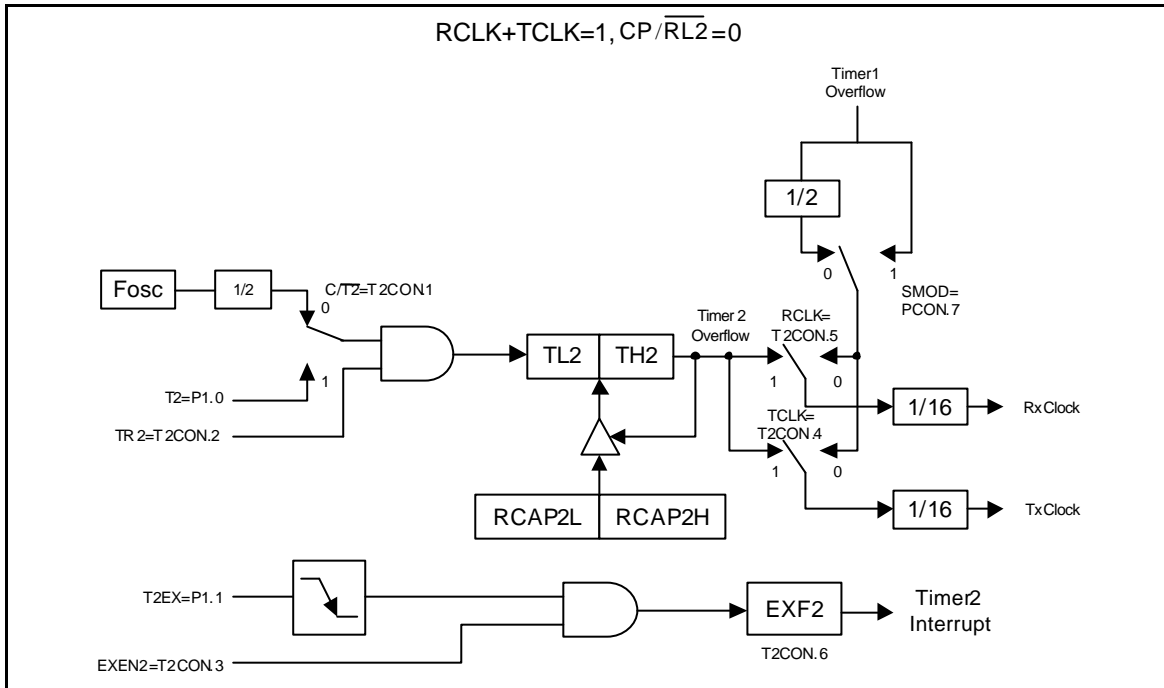 RCLK+TCLK=1, CP/RL2=0
Timer1
Overflow
1/2
0
1
SMOD=
PCON.7
Fosc
1/2
C/T2=T2CON.1
0
1
T2=P1.0
TR2=T2CON.2
TL2
TH2
Timer 2
Overflow
RCLK=
T2CON.5
1
0
1/16
RxClock
TCLK=
T2CON.4
1
0
1/16
TxClock
RCAP2L
RCAP2H
T2EX=P1.1
EXEN2=T2CON.3
EXF2
T2CON.6
Timer2
Interrupt